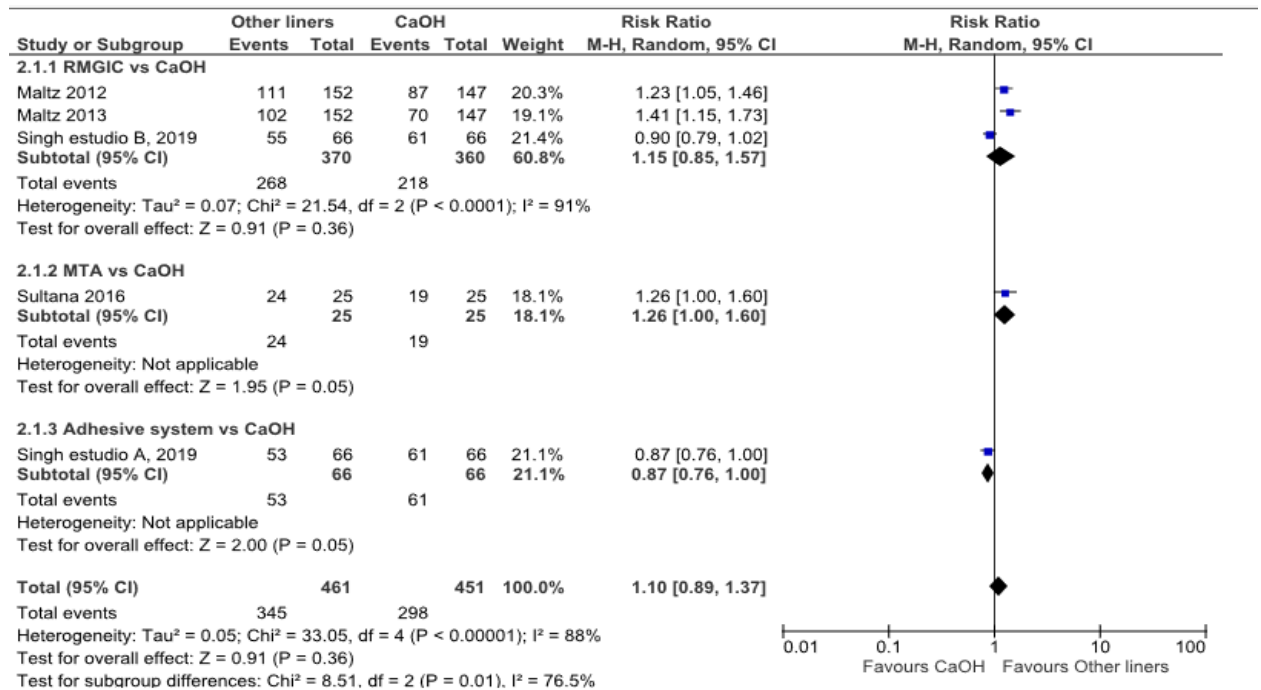 Other liners CaOH Risk Ratio Risk Ratio
Study or Subgroup Events Total Events Total Weight M-H, Random, 95% CI M-H, Random, 95% CI
2.1.1 RMGIC vs CaOH
Maltz 2012 111 152 87 147 20.3% 1.23 [1.05, 1.46]
Maltz 2013 102 152 70 147 19.1% 1.41 [1.15, 1.73]
Singh estudio B, 2019 55 66 61 66 21.4% 0.90 [0.79, 1.02]
Subtotal (95% CI) 370 360 60.8% 1.15 [0.85, 1.57]
Total events 268 218
Heterogeneity: Tau² = 0.07; Chi² = 21.54, df = 2 (P < 0.0001); I² = 91%
Test for overall effect: Z = 0.91 (P = 0.36)
2.1.2 MTA vs CaOH
Sultana 2016 24 25 19 25 18.1% 1.26 [1.00, 1.60]
Subtotal (95% CI) 25 25 18.1% 1.26 [1.00, 1.60]
Total events 24 19
Heterogeneity: Not applicable
Test for overall effect: Z = 1.95 (P = 0.05)
2.1.3 Adhesive system vs CaOH
Singh estudio A, 2019 53 66 61 66 21.1% 0.87 [0.76, 1.00]
Subtotal (95% CI) 66 66 21.1% 0.87 [0.76, 1.00]
Total events 53 61
Heterogeneity: Not applicable
Test for overall effect: Z = 2.00 (P = 0.05)
Total (95% CI) 461 451 100.0% 1.10 [0.89, 1.37]
Total events 345 298
Heterogeneity: Tau² = 0.05; Chi² = 33.05, df = 4 (P < 0.00001); I² = 88%
Test for overall effect: Z = 0.91 (P = 0.36)
Test for subgroup differences: Chi² = 8.51, df = 2 (P = 0.01), I² = 76.5%
0.01 0.1 1 10 100
Favours CaOH Favours Other liners